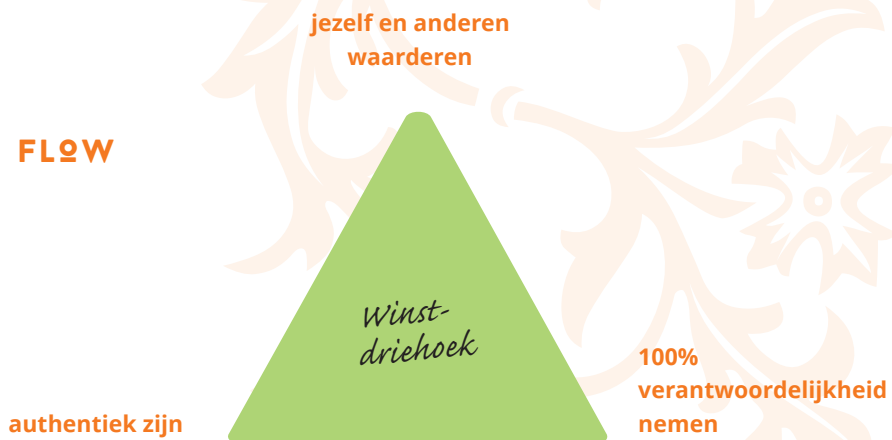 jezelf en anderen
waarderen
FLOW
Winst-
driehoek
100%
verantwoordelijkheid
nemen
authentiek zijn